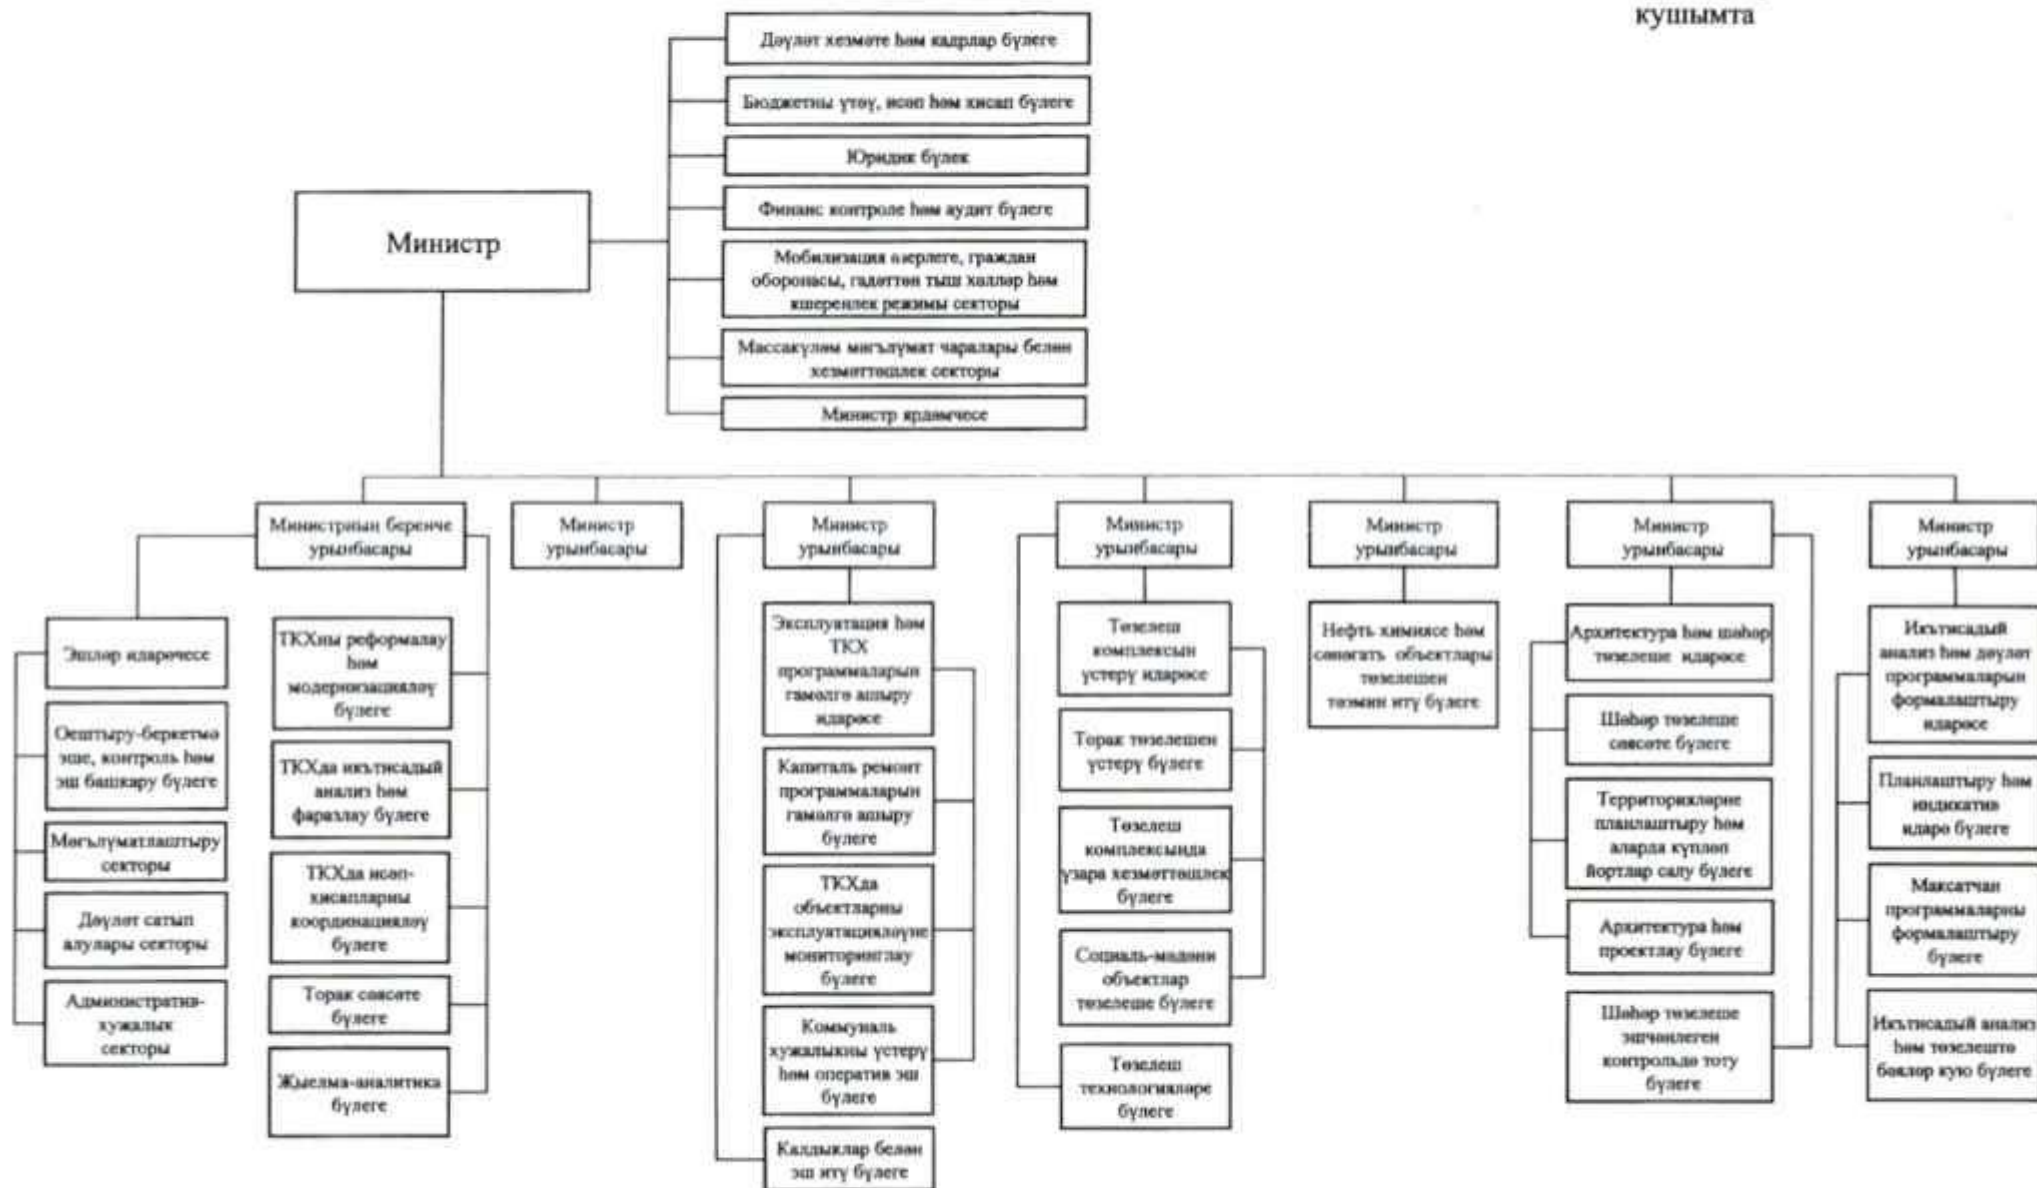 кушымта
Дәүләт хезмәте һәм кадрлар бүлеге
Бюджетны үтәү, исәп һәм хисап бүлеге
Юридик бүлек
Финанс контроле һәм аудит бүлеге
Министр
Мобилизация әзерлеге, граждан
оборонасы, гадәттән тыш хәлләр һәм
яшеренлек режимы секторы
Массакүләм мәгълүмат чаралары белән
хезмәттәшлек секторы
Министр ярдәмчесе
Министрның беренче
урынбасары
Министр
урынбасары
Министр
урынбасары
Министр
урынбасары
Министр
урынбасары
Министр
урынбасары
Министр
урынбасары
Эшләр идарәчесе
Оештыру-беркетмә
эше, контроль һәм
эш башкару бүлеге
Мәгълүматлаштыру
секторы
Дәүләт сатып
алулары секторы
Административ-
хуҗалык
секторы
ТКХны реформалау
һәм
модернизацияләү
бүлеге
ТКХда икътисадый
анализ һәм
фаразлау бүлеге
ТКХда исәп-
хисапларны
координацияләү
бүлеге
Торак сәясәте
бүлеге
Җыелма-аналитика
бүлеге
Эксплуатация һәм
ТКХ
программаларын
гамәлгә ашыру
идарәсе
Капиталь ремонт
программаларын
гамәлгә ашыру
бүлеге
ТКХда
объектларны
эксплуатацияләүне
мониторинглау
бүлеге
Коммуналь
хуҗалыкны үстерү
һәм оператив эш
бүлеге
Калдыклар белән
эш итү бүлеге
Төзелеш
комплексын
үстерү идарәсе
Торак төзелешен
үстерү бүлеге
Төзелеш
комплексында
үзара хезмәттәшлек
бүлеге
Социаль-мәдәни
объектлар
төзелеше бүлеге
Төзелеш
технологияләре
бүлеге
Нефть химиясе һәм
сәнәгать объектлары
төзелешен
тәэмин итү бүлеге
Архитектура һәм шәһәр
төзелеше идарәсе
Шәһәр төзелеше
сәясәте бүлеге
Территорияләрне
планлаштыру һәм
аларда күпләп
йортлар салу бүлеге
Архитектура һәм
проектлау бүлеге
Шәһәр төзелеше
эшчәнлеген
контрольдә тоту
бүлеге
Икътисадый
анализ һәм дәүләт
программаларын
формалаштыру
идарәсе
Планлаштыру һәм
индикатив
идарә бүлеге
Максатчан
программаларны
формалаштыру
бүлеге
Икътисадый анализ
һәм төзелештә
бәяләр кую бүлеге